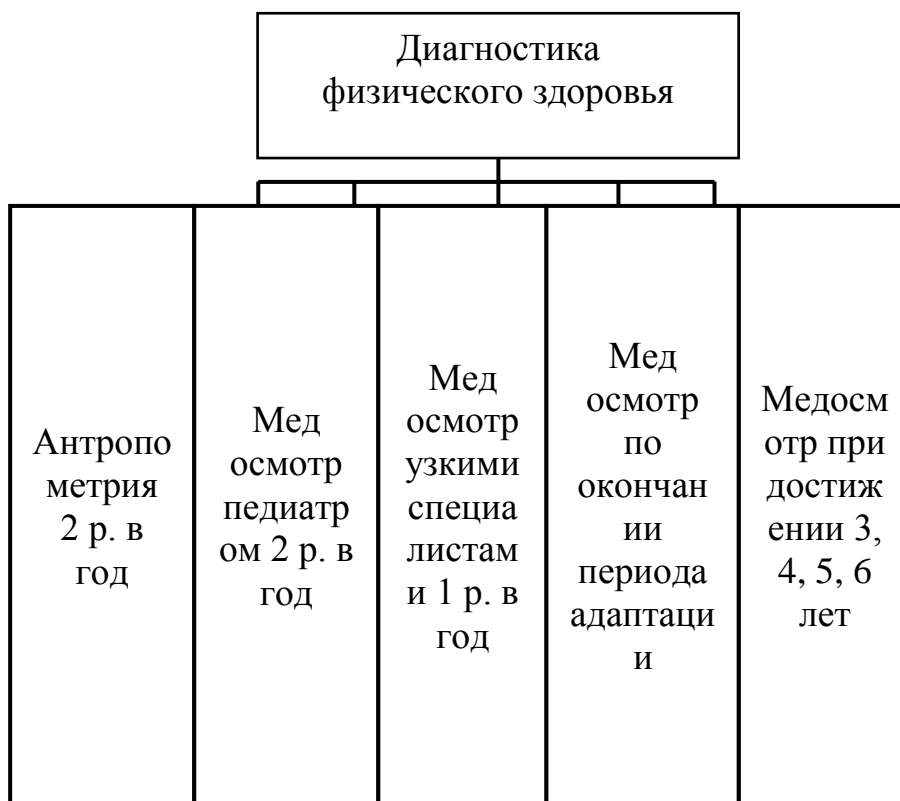 Диагностика
физического здоровья
Антропо
метрия
2 р. в
год
Мед
осмотр
педиатр
ом 2 р. в
год
Мед
осмотр
узкими
специа
листам
и 1 р. в
год
Мед
осмотр
по
окончан
ии
периода
адаптаци
и
Медосм
отр при
достиж
ении 3,
4, 5, 6
лет